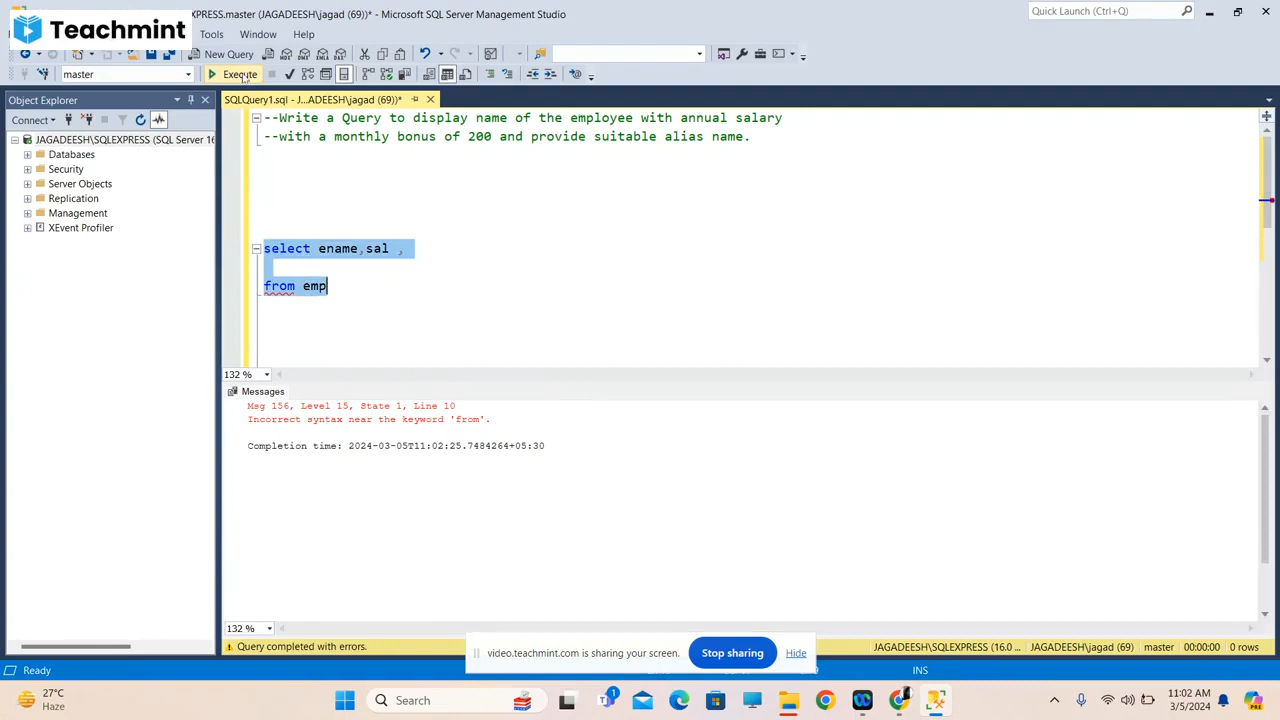 XPRESS.master (JAGADEESH\jagad (69))* - Microsoft SQL Server Management Studio
Quick Launch (Ctrl+Q)
Teachmint
Tools Window Help
New Query
MDX DMX XMLA DAX
master
Execute
Object Explorer
SQLQuery1.sql - J...ADEESH\jagad (69))*
Connect
JAGADEESH\SQLEXPRESS (SQL Server 16
Databases
Security
Server Objects
Replication
Management
XEvent Profiler
--Write a Query to display name of the employee with annual salary
--with a monthly bonus of 200 and provide suitable alias name.
select ename,sal ,
from emp
132 %
Messages
Msg 156, Level 15, State 1, Line 10
Incorrect syntax near the keyword 'from'.
Completion time: 2024-03-05T11:02:25.7484264+05:30
132 %
Query completed with errors.
JAGADEESH\SQLEXPRESS (16.0 ...
JAGADEESH\jagad (69)
master
00:00:00
0 rows
video.teachmint.com is sharing your screen.
Stop sharing
Hide
Ready
INS
27°C
Haze
Search
1
11:02 AM
3/5/2024
PRE